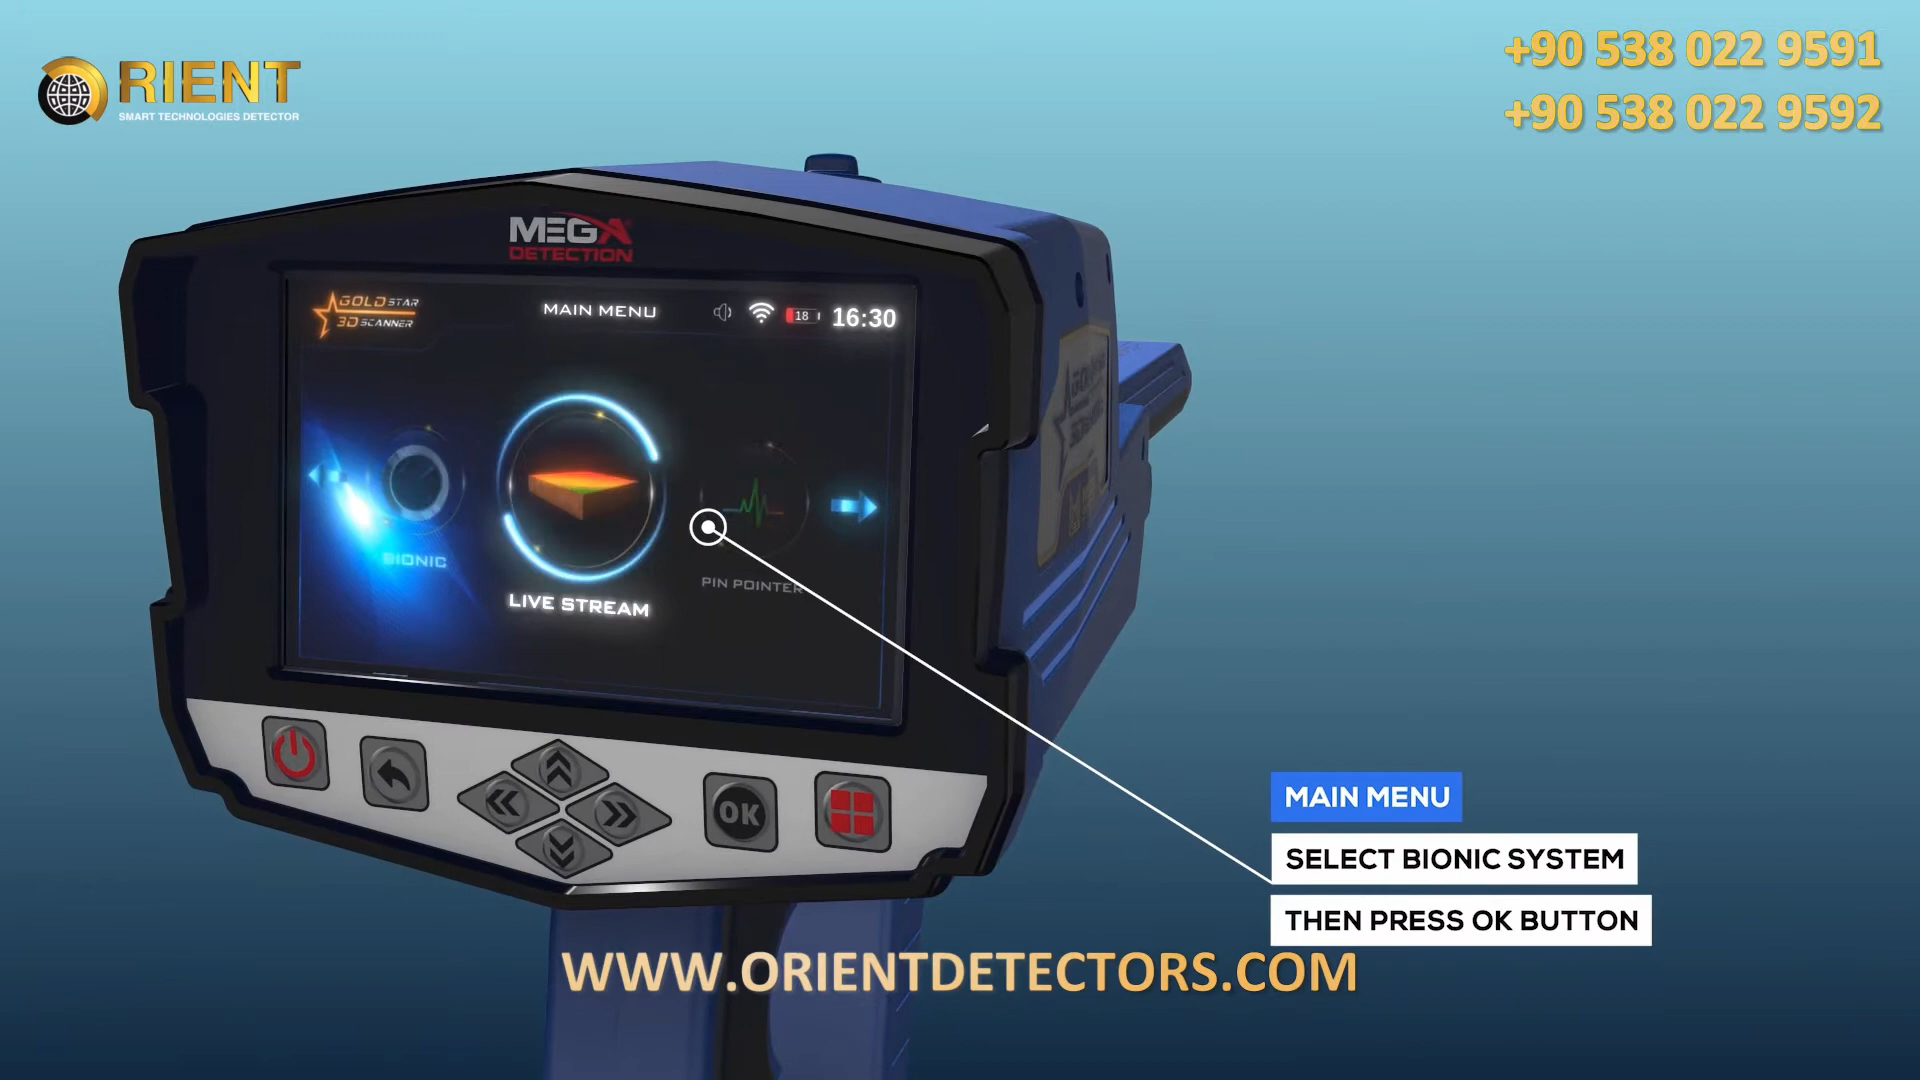 RIENT
SMART TECHNOLOGIES DETECTOR
+90 538 022 9591
+90 538 022 9592
MEGA
DETECTION
GOLD STAR
3D SCANNER
MAIN MENU
18
16:30
BIONIC
LIVE STREAM
PIN POINTER
OK
MAIN MENU
SELECT BIONIC SYSTEM
THEN PRESS OK BUTTON
WWW.ORIENTDETECTORS.COM